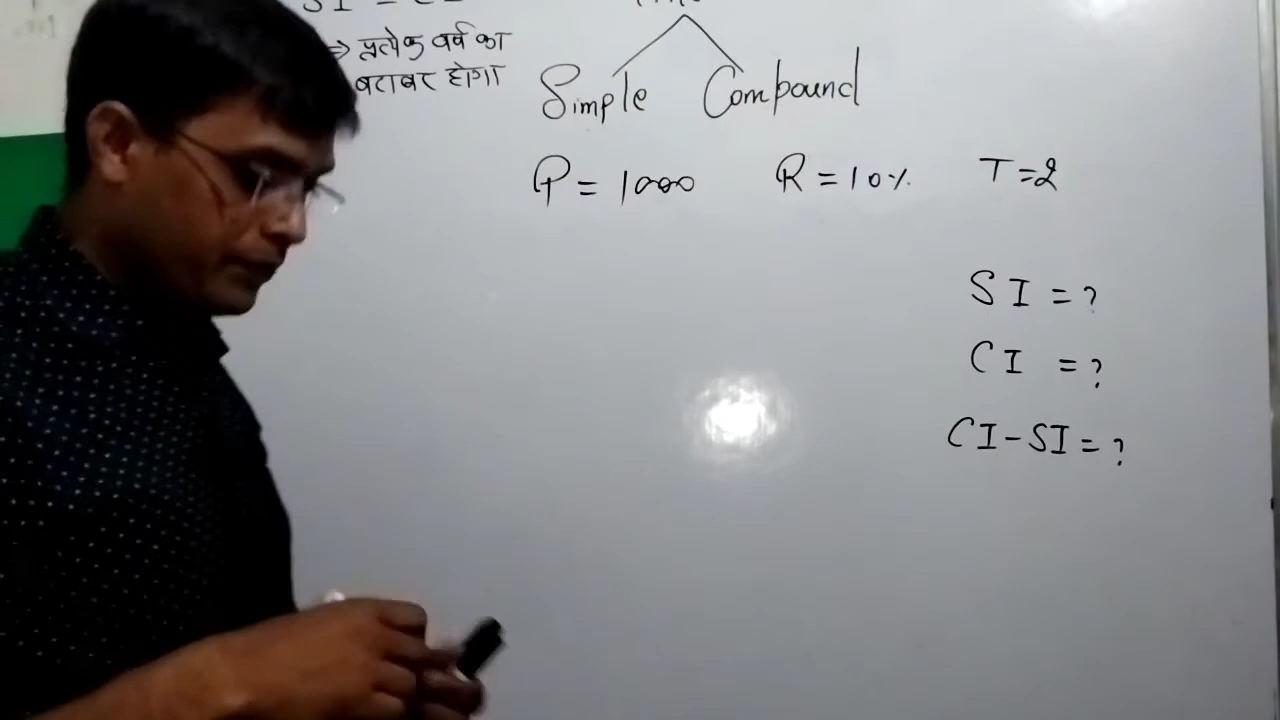 ⇒ प्रत्येक वर्ष का
बराबर होगा
Simple Compound
P = 1000 R = 10% T = 2
SI = ?
CI = ?
CI - SI = ?